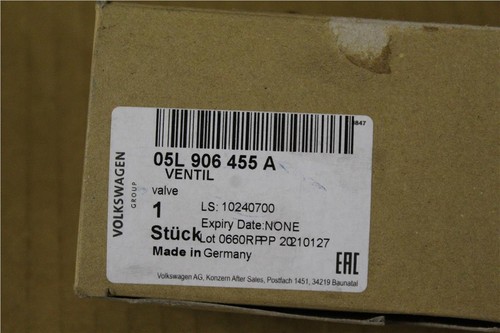 8847
05L 906 455 A
VENTIL
valve
VOLKSWAGEN
GROUP
1
Stück
LS: 10240700
Expiry Date:NONE
Lot 0660RFPP 20210127
Made in Germany
EAC
Volkswagen AG, Konzern After Sales, Postfach 1451, 34219 Baunatal